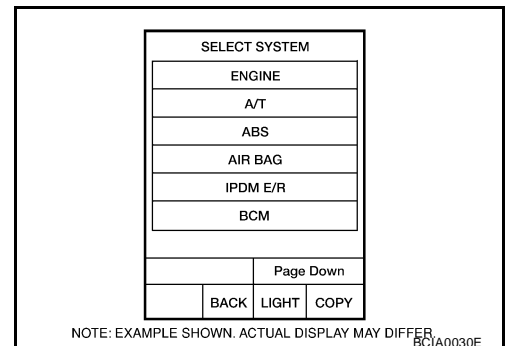 SELECT SYSTEM
ENGINE
A/T
ABS
AIR BAG
IPDM E/R
BCM
Page Down
BACK LIGHT COPY
NOTE: EXAMPLE SHOWN. ACTUAL DISPLAY MAY DIFFER.
BCIA0030E